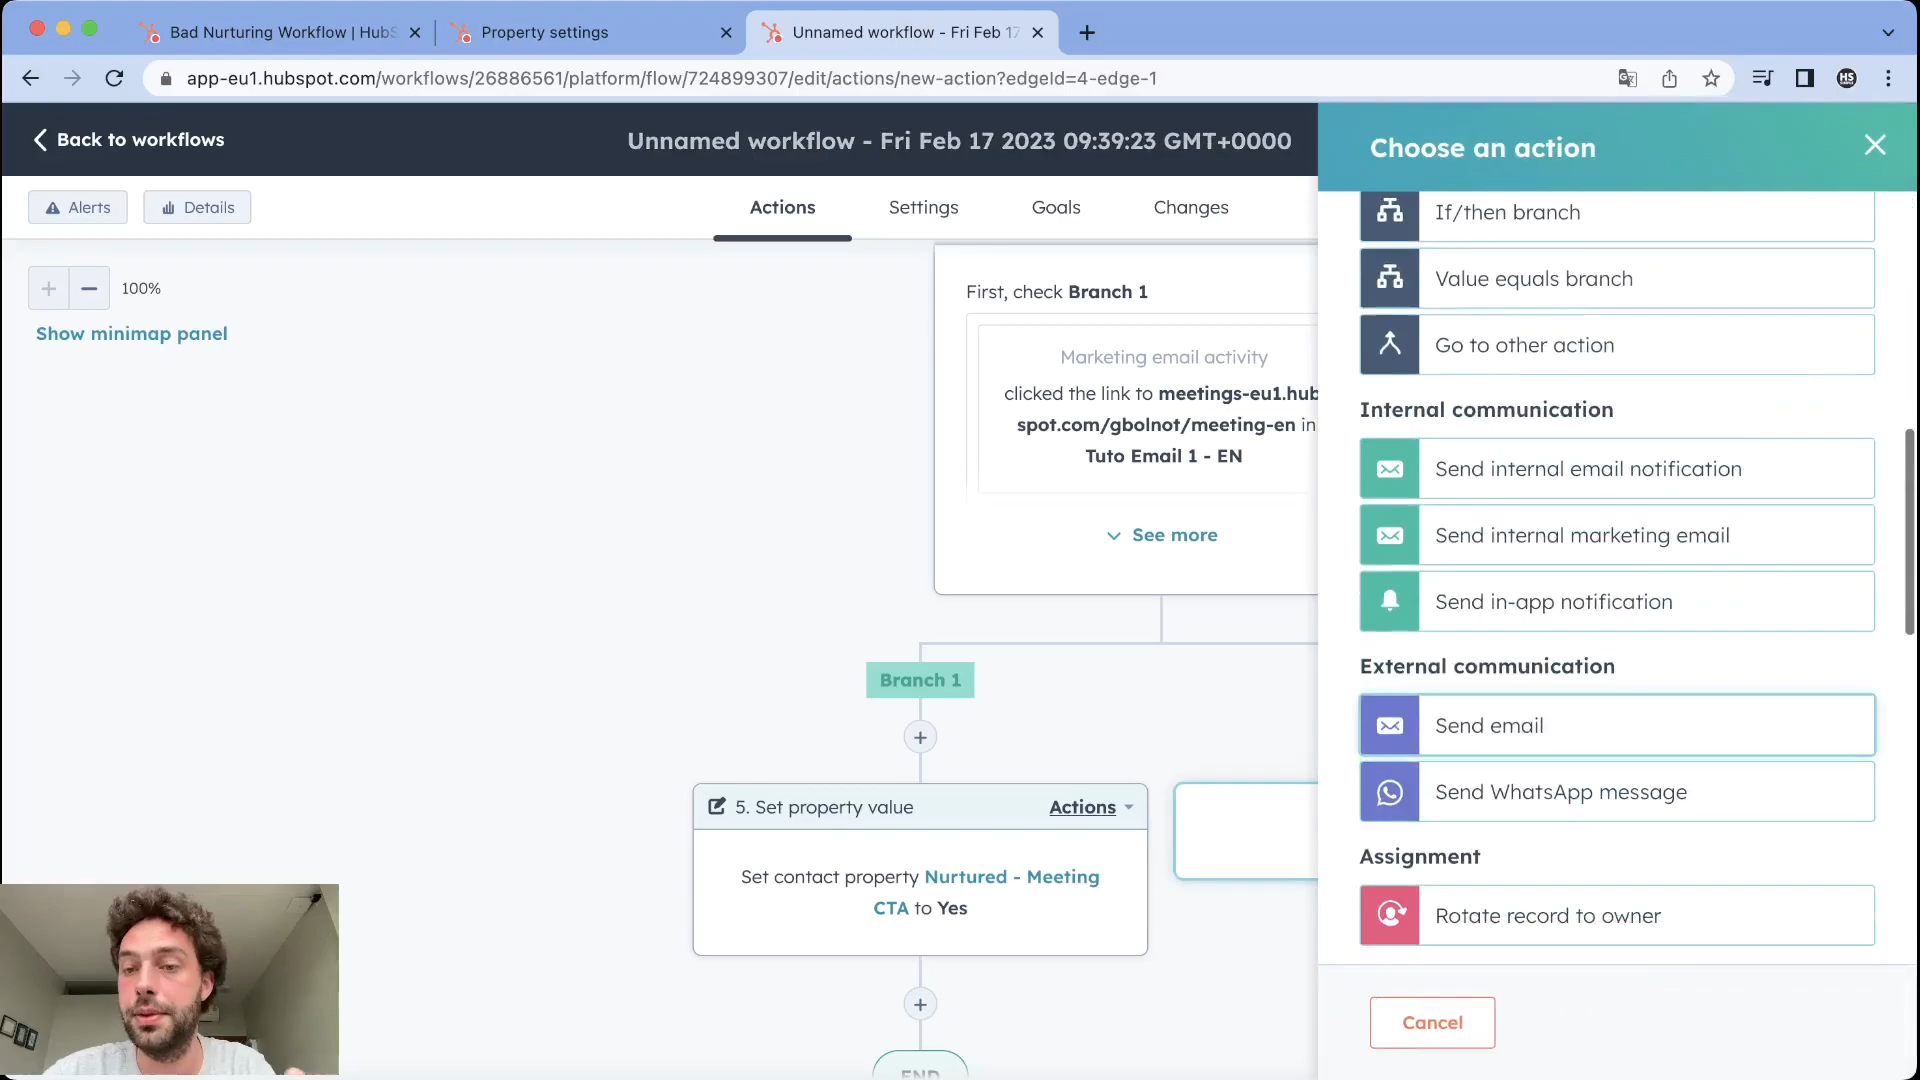 Bad Nurturing Workflow | Hub
Property settings
Unnamed workflow - Fri Feb 17
app-eu1.hubspot.com/workflows/26886561/platform/flow/724899307/edit/actions/new-action?edgeId=4-edge-1
HS
Back to workflows
Unnamed workflow - Fri Feb 17 2023 09:39:23 GMT+0000
Alerts
Details
Actions
Settings
Goals
Changes
100%
Show minimap panel
First, check Branch 1
Marketing email activity
clicked the link to meetings-eu1.hub
spot.com/gbolnot/meeting-en in
Tuto Email 1 - EN
See more
Branch 1
5. Set property value
Actions
Set contact property Nurtured - Meeting
CTA to Yes
END
Choose an action
If/then branch
Value equals branch
Go to other action
Internal communication
Send internal email notification
Send internal marketing email
Send in-app notification
External communication
Send email
Send WhatsApp message
Assignment
Rotate record to owner
Cancel